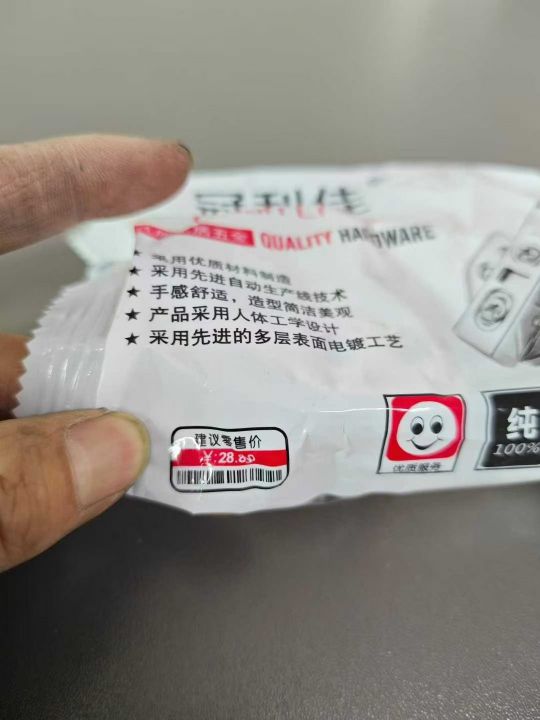 冠利佳
QUALITY HARDWARE
★ 采用优质材料制造
★ 采用先进自动生产线技术
★ 手感舒适，造型简洁美观
★ 产品采用人体工学设计
★ 采用先进的多层表面电镀工艺
建议零售价
优质服务
纯
100%